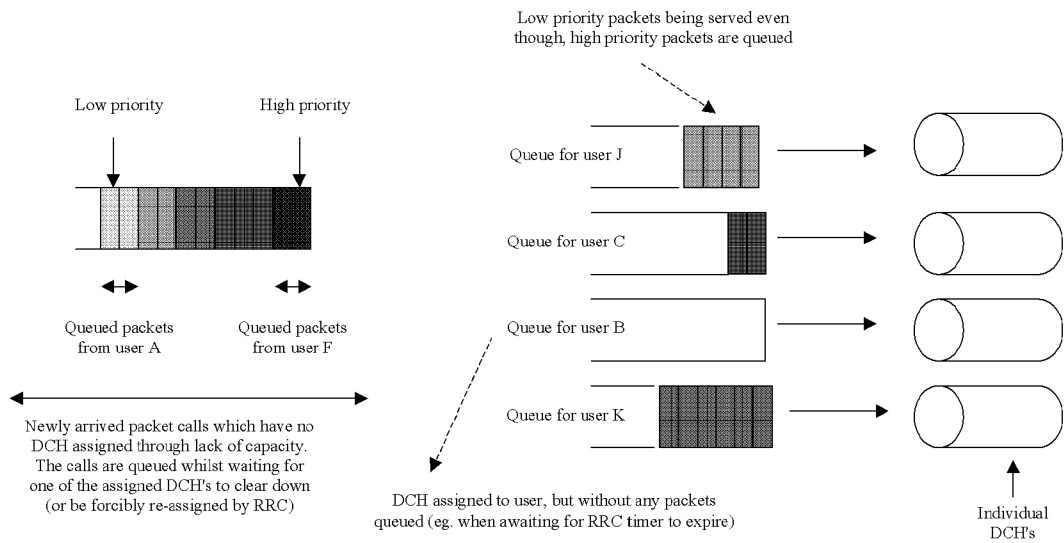 Low priority packets being served even
though, high priority packets are queued
Low priority
High priority
Queue for user J
Queue for user C
Queued packets
from user A
Queued packets
from user F
Queue for user B
Queue for user K
Newly arrived packet calls which have no
DCH assigned through lack of capacity.
The calls are queued whilst waiting for
one of the assigned DCH's to clear down
(or be forcibly re-assigned by RRC)
DCH assigned to user, but without any packets
queued (eg. when awaiting for RRC timer to expire)
Individual
DCH's